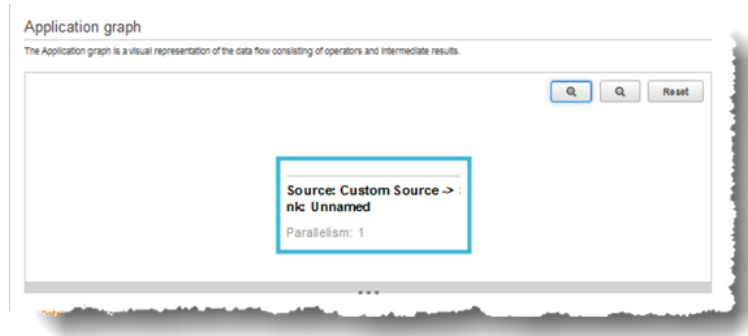 Application graph
The Application graph is a visual representation of the data flow consisting of operators and intermediate results.
Reset
Source: Custom Source ->
nk: Unnamed
Parallelism: 1